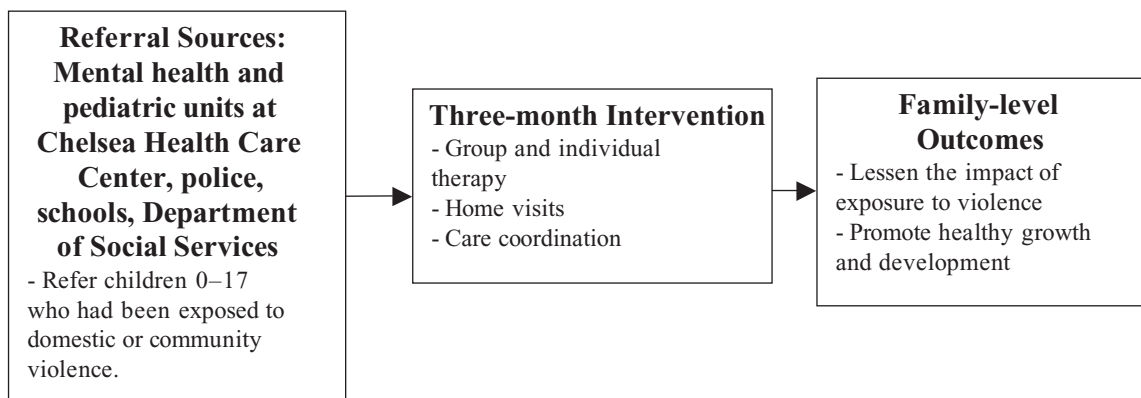 Referral Sources:
Mental health and
pediatric units at
Chelsea Health Care
Center, police,
schools, Department
of Social Services
- Refer children 0–17
who had been exposed to
domestic or community
violence.
Three-month Intervention
- Group and individual
therapy
- Home visits
- Care coordination
Family-level
Outcomes
- Lessen the impact of
exposure to violence
- Promote healthy growth
and development